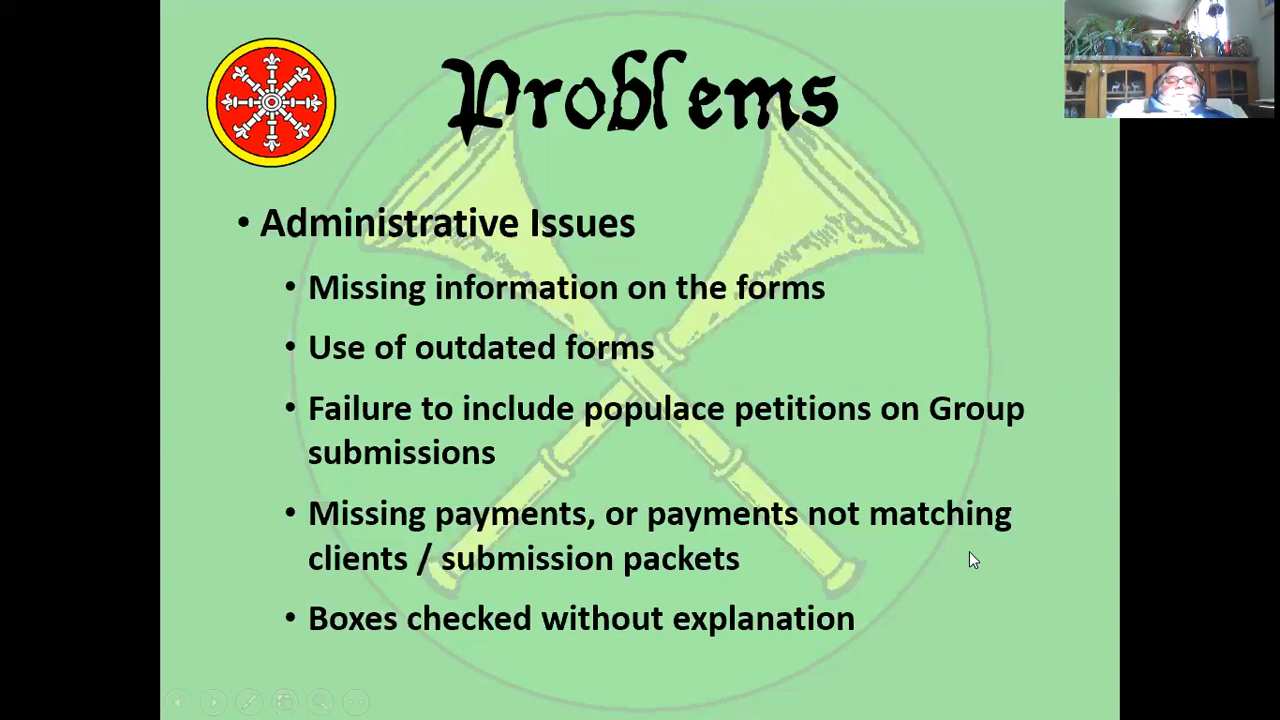 Problems
• Administrative Issues
• Missing information on the forms
• Use of outdated forms
• Failure to include populace petitions on Group
submissions
• Missing payments, or payments not matching
clients / submission packets
• Boxes checked without explanation